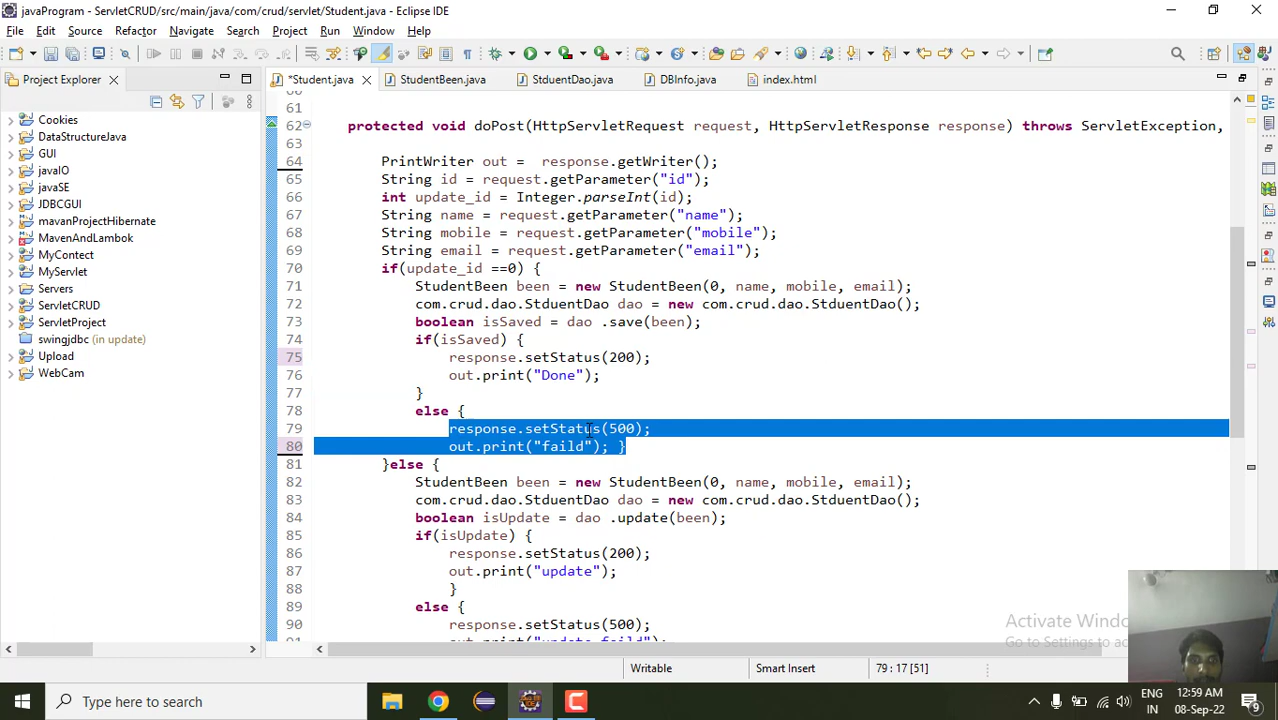 javaProgram - ServletCRUD/src/main/java/com/crud/servlet/Student.java - Eclipse IDE
File Edit Source Refactor Navigate Search Project Run Window Help
Project Explorer
*Student.java StudentBeen.java StduentDao.java DBInfo.java index.html
Cookies
DataStructureJava
GUI
javaIO
javaSE
JDBCGUI
mavanProjectHibernate
MavenAndLambok
MyContect
MyServlet
Servers
ServletCRUD
ServletProject
swingjdbc (in update)
Upload
WebCam
61
62 protected void doPost(HttpServletRequest request, HttpServletResponse response) throws ServletException,
63
64 PrintWriter out = response.getWriter();
65 String id = request.getParameter("id");
66 int update_id = Integer.parseInt(id);
67 String name = request.getParameter("name");
68 String mobile = request.getParameter("mobile");
69 String email = request.getParameter("email");
70 if(update_id ==0) {
71 StudentBeen been = new StudentBeen(0, name, mobile, email);
72 com.crud.dao.StduentDao dao = new com.crud.dao.StduentDao();
73 boolean isSaved = dao .save(been);
74 if(isSaved) {
75 response.setStatus(200);
76 out.print("Done");
77 }
78 else {
79 response.setStatus(500);
80 out.print("faild"); }
81 }else {
82 StudentBeen been = new StudentBeen(0, name, mobile, email);
83 com.crud.dao.StduentDao dao = new com.crud.dao.StduentDao();
84 boolean isUpdate = dao .update(been);
85 if(isUpdate) {
86 response.setStatus(200);
87 out.print("update");
88 }
89 else {
90 response.setStatus(500);
Activate Windo
Go to Settings to ac
Writable Smart Insert 79 : 17 [51]
Type here to search
ENG
IN
12:59 AM
08-Sep-22
9